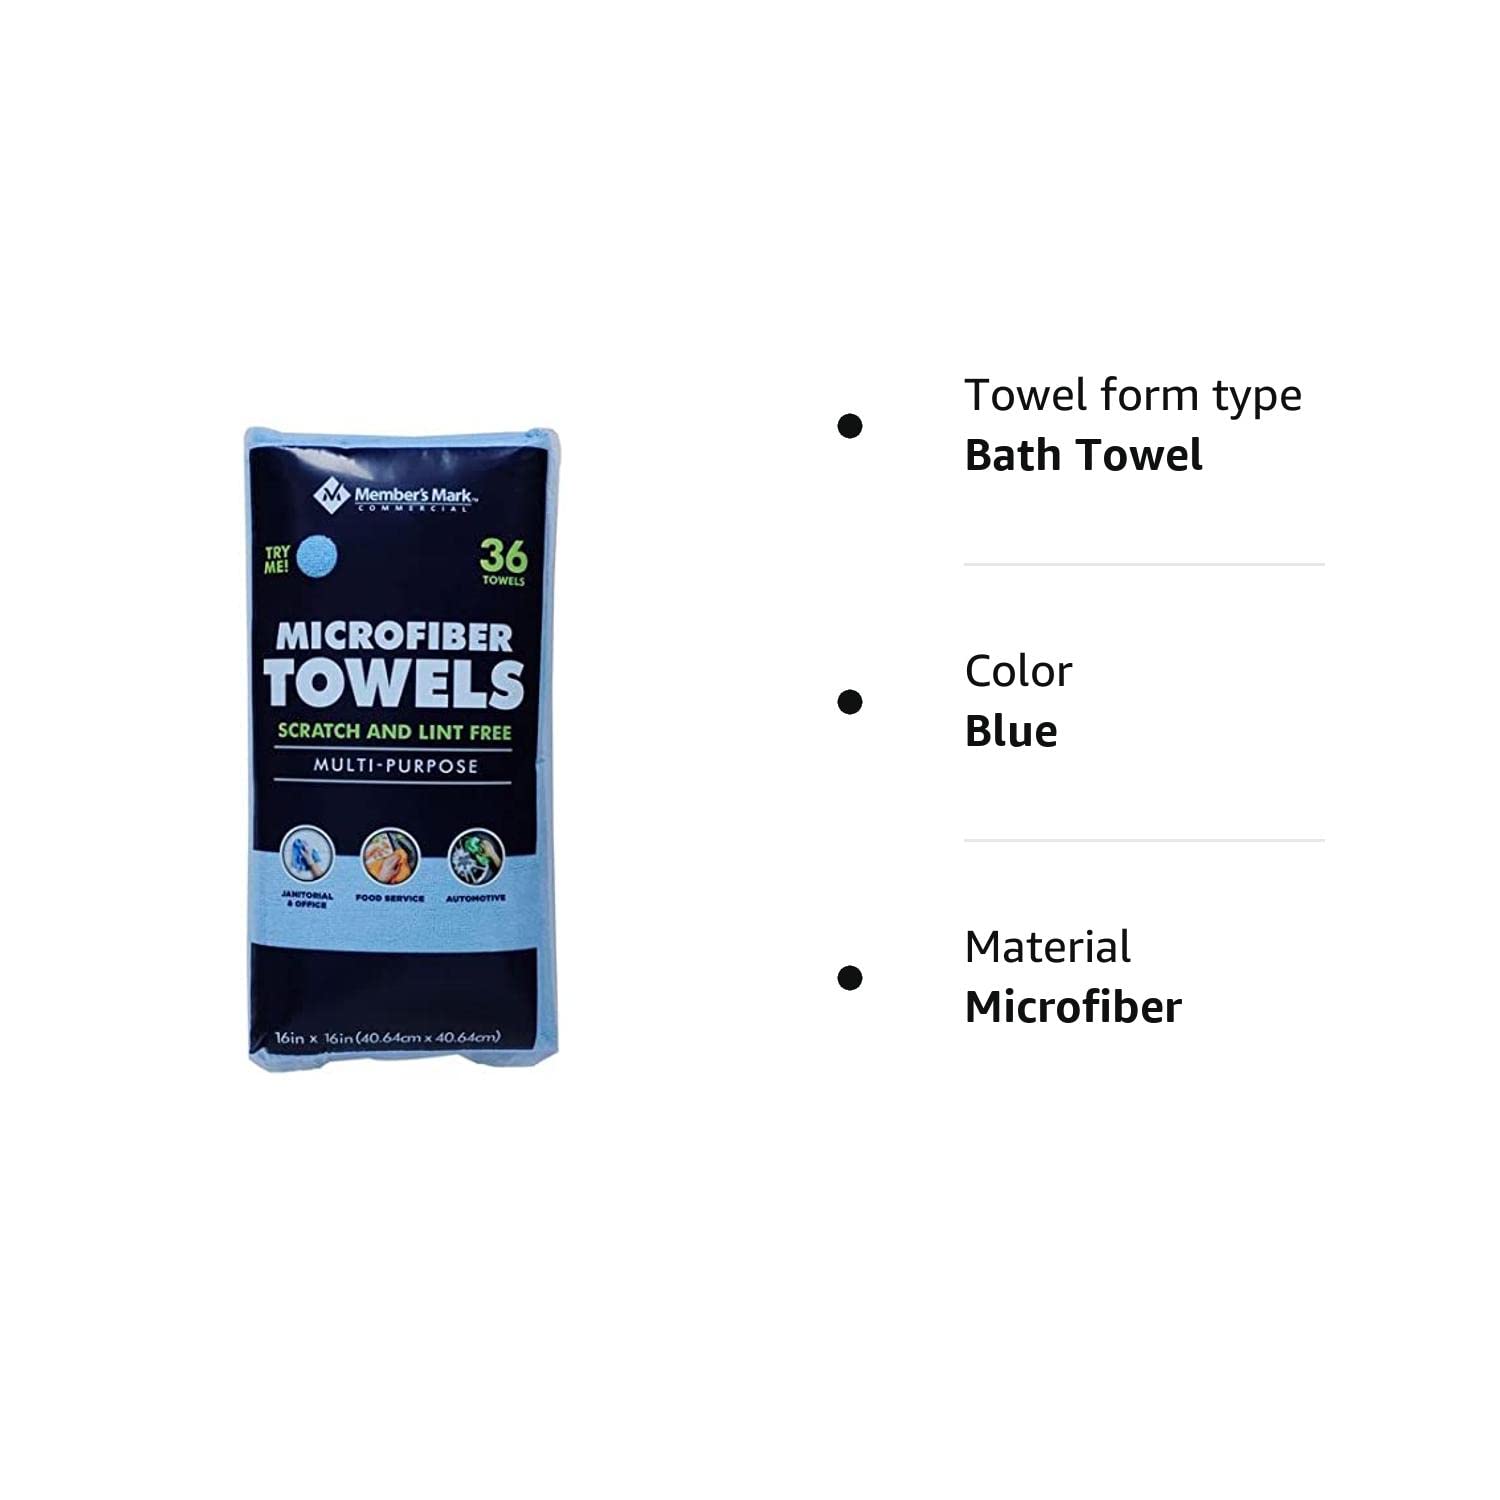 Member's Mark™
COMMERCIAL
TRY
ME!
36
TOWELS
MICROFIBER
TOWELS
SCRATCH AND LINT FREE
MULTI-PURPOSE
JANITORIAL
& OFFICE
FOOD SERVICE
AUTOMOTIVE
16in x 16in (40.64cm x 40.64cm)
Towel form type
Bath Towel
Color
Blue
Material
Microfiber